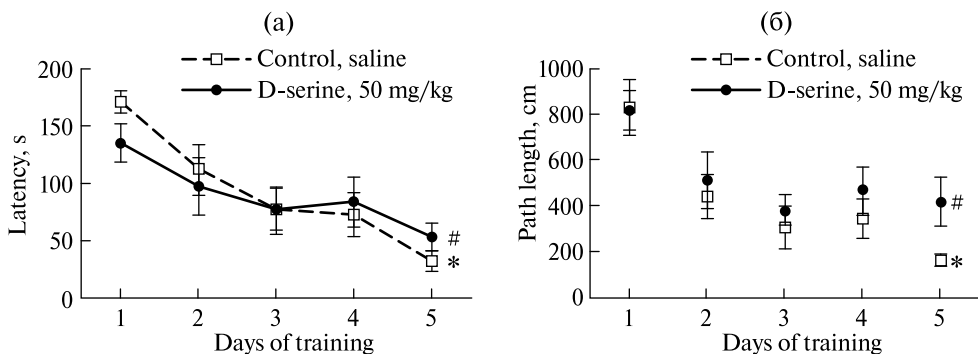 (а)
Control, saline
D-serine, 50 mg/kg
Latency, s
200
150
100
50
0
#
*
1 2 3 4 5
Days of training
(б)
Control, saline
D-serine, 50 mg/kg
Path length, cm
1000
800
600
400
200
0
#
*
1 2 3 4 5
Days of training